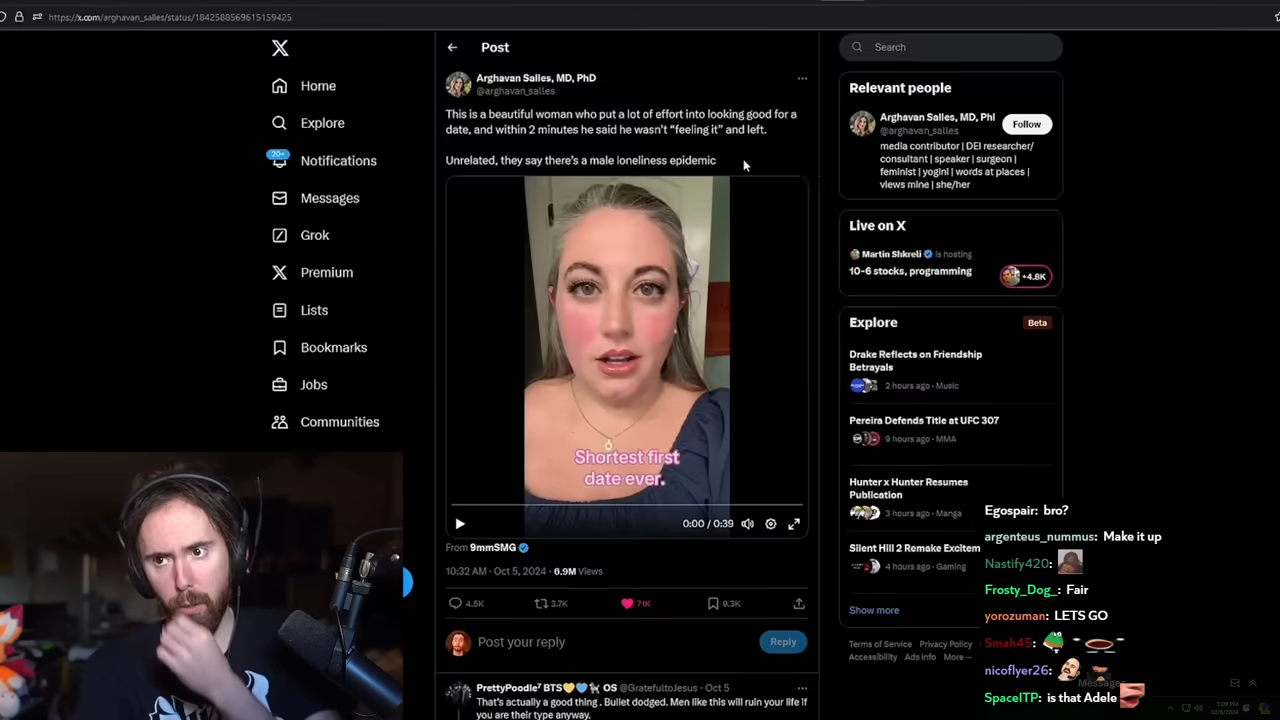 https://x.com/arghavan_salles/status/1842588569615159425
Home
Explore
20+
Notifications
Messages
Grok
Premium
Lists
Bookmarks
Jobs
Communities
Post
Arghavan Salles, MD, PhD
@arghavan_salles
This is a beautiful woman who put a lot of effort into looking good for a
date, and within 2 minutes he said he wasn't “feeling it” and left.
Unrelated, they say there's a male loneliness epidemic
Shortest first
date ever.
0:00 / 0:39
From 9mmSMG
10:32 AM · Oct 5, 2024 · 6.9M Views
4.5K
3.7K
71K
9.3K
Post your reply
Reply
PrettyPoodle⁷ BTS💛💙🐩 OS @GratefultoJesus · Oct 5
That's actually a good thing . Bullet dodged. Men like this will ruin your life if
you are their type anyway.
Search
Relevant people
Arghavan Salles, MD, PhI
@arghavan_salles
Follow
media contributor | DEI researcher/
consultant | speaker | surgeon |
feminist | yogini | words at places |
views mine | she/her
Live on X
Martin Shkreli is hosting
10-6 stocks, programming
+4.8K
Explore
Beta
Drake Reflects on Friendship
Betrayals
2 hours ago · Music
Pereira Defends Title at UFC 307
9 hours ago · MMA
Hunter x Hunter Resumes
Publication
3 hours ago · Manga
Silent Hill 2 Remake Excitem
4 hours ago · Gaming
Show more
Terms of Service Privacy Policy
Accessibility Ads info More ···
Egospair: bro?
argenteus_nummus: Make it up
Nastify420:
Frosty_Dog_: Fair
yorozuman: LETS GO
Smah45:
nicoflyer26:
SpaceITP: is that Adele
Messages